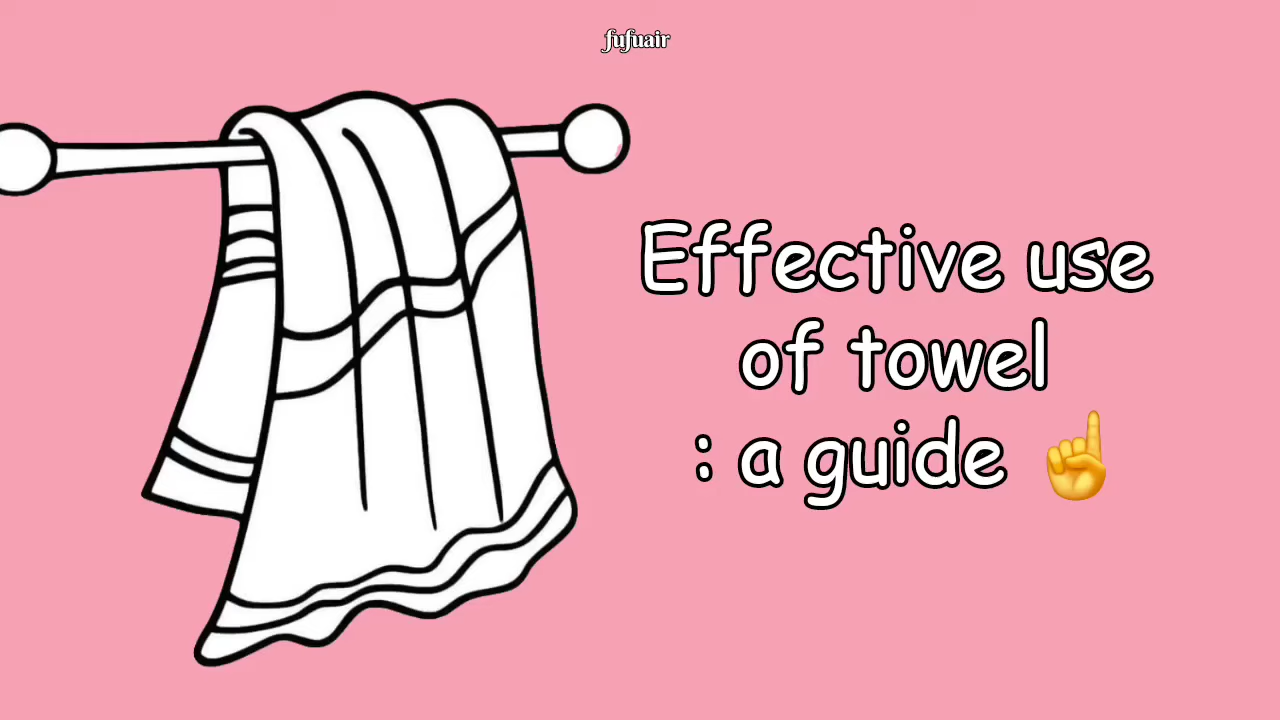 fufuair
Effective use
of towel
: a guide ☝️